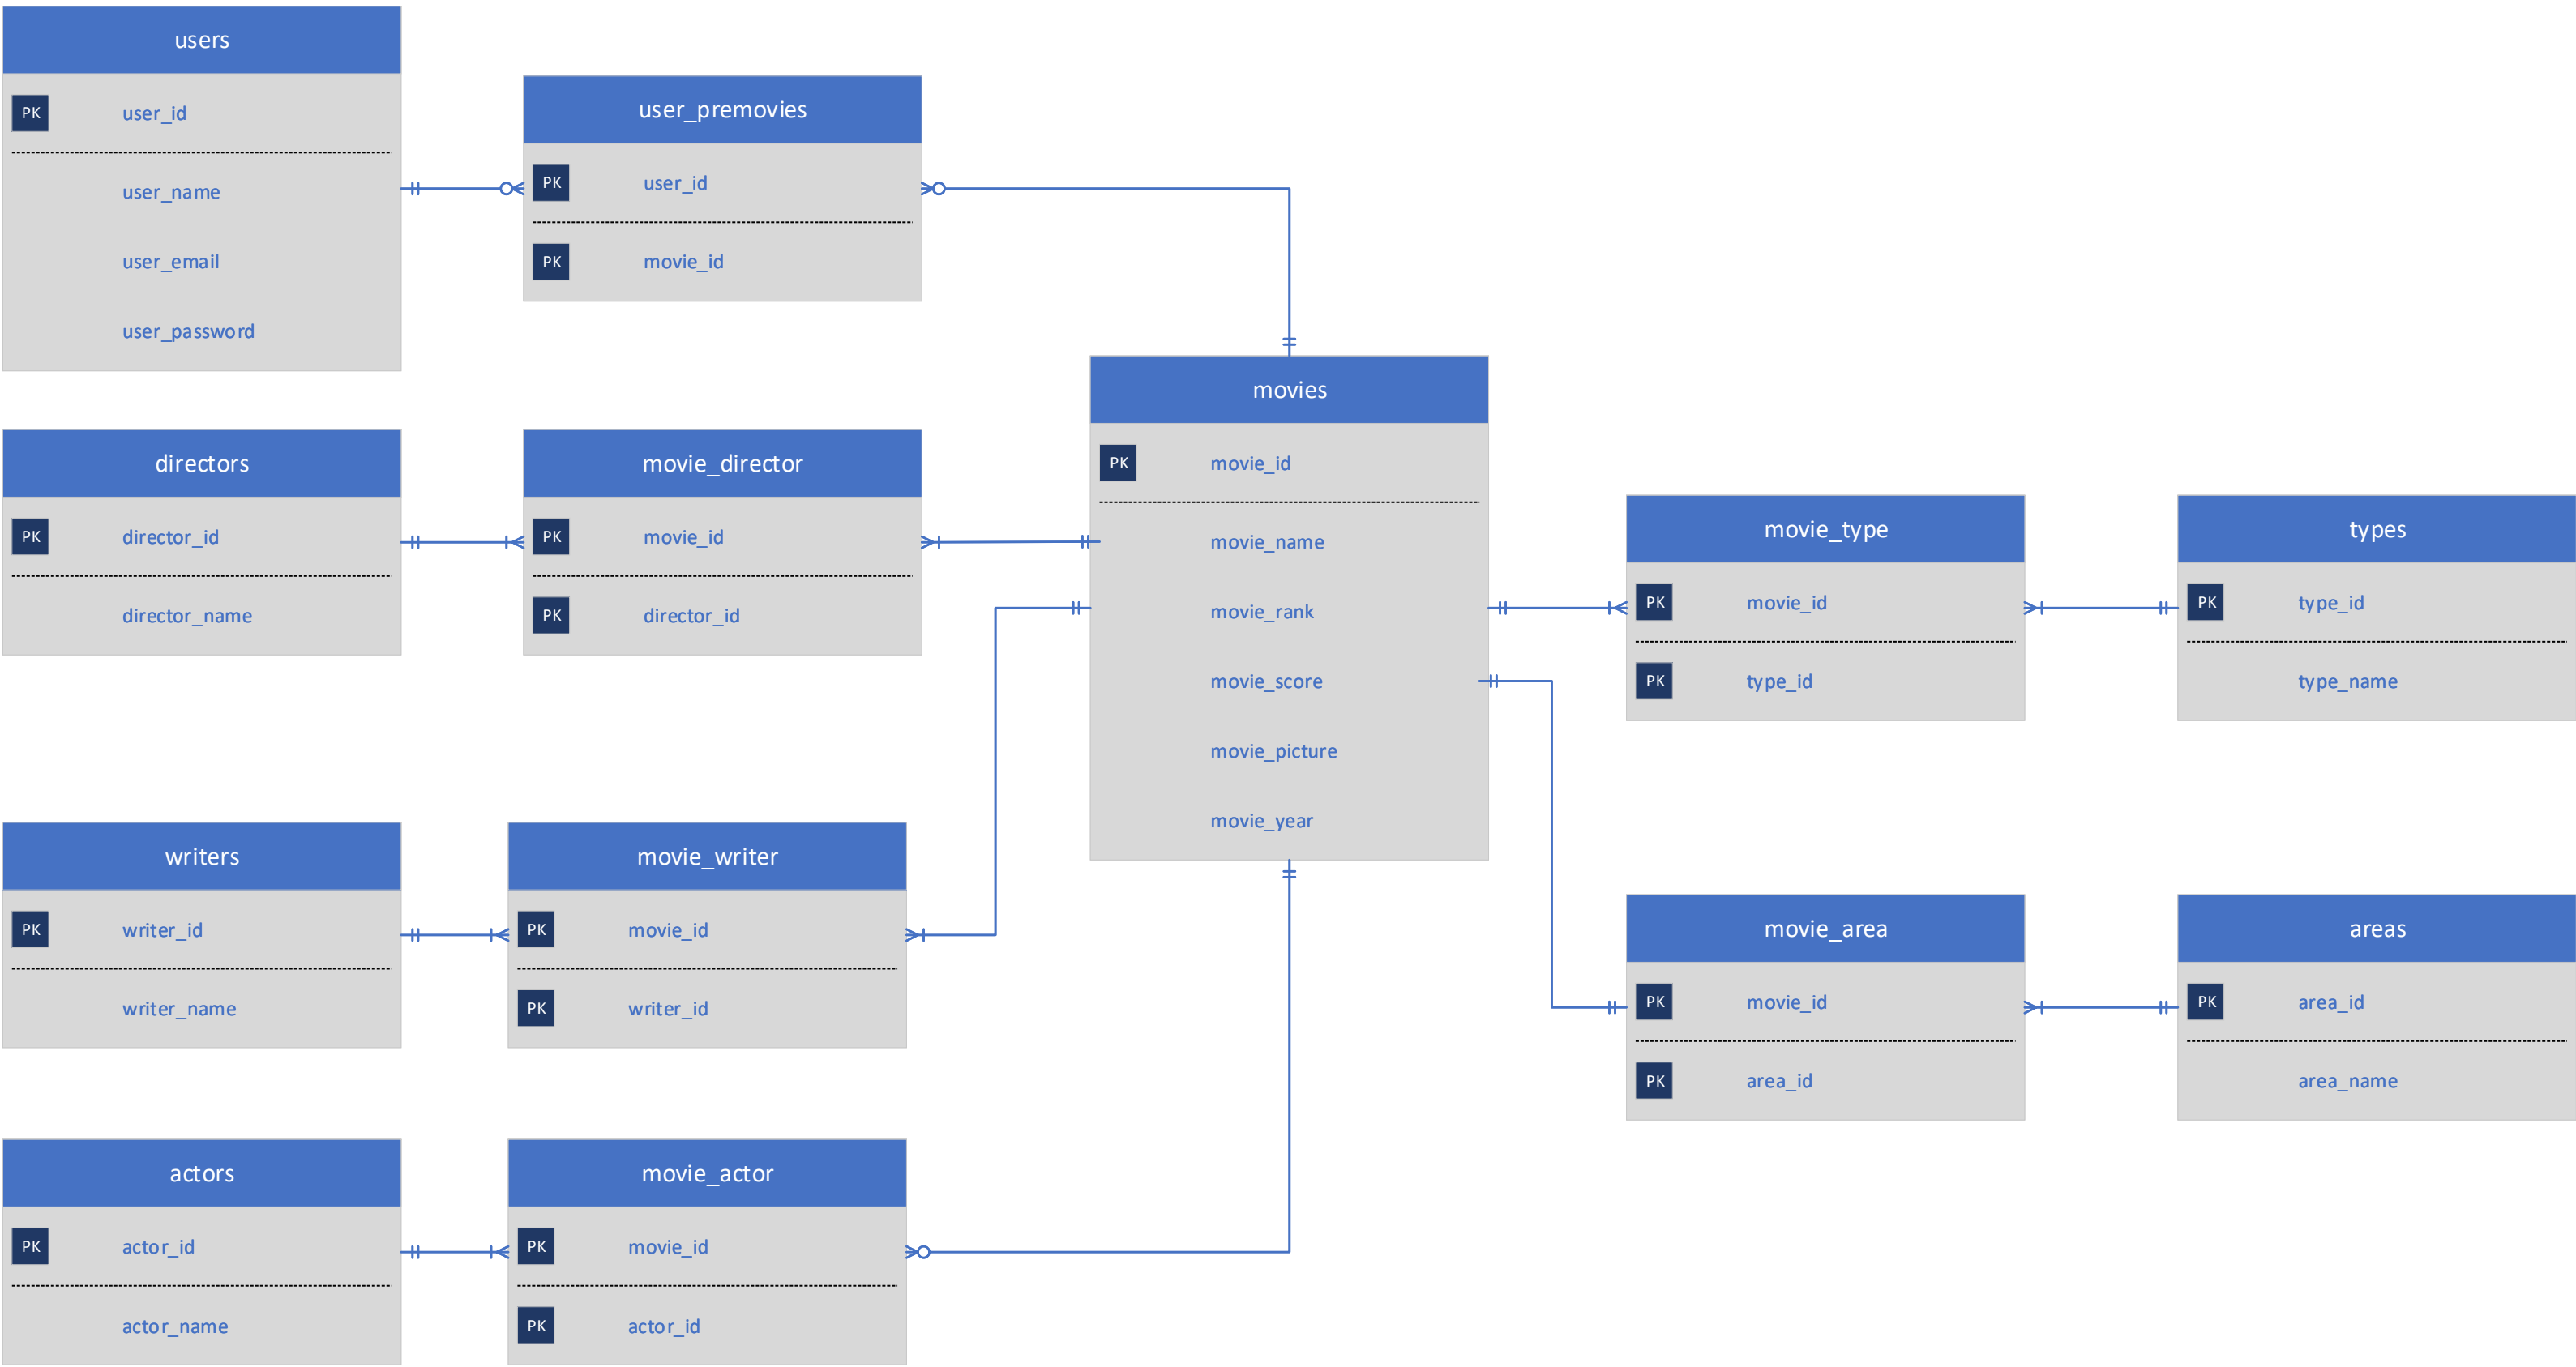 users
PK user_id
user_name
user_email
user_password
user_premovies
PK user_id
PK movie_id
directors
PK director_id
director_name
movie_director
PK movie_id
PK director_id
movies
PK movie_id
movie_name
movie_rank
movie_score
movie_picture
movie_year
movie_type
PK movie_id
PK type_id
types
PK type_id
type_name
writers
PK writer_id
writer_name
movie_writer
PK movie_id
PK writer_id
movie_area
PK movie_id
PK area_id
areas
PK area_id
area_name
actors
PK actor_id
actor_name
movie_actor
PK movie_id
PK actor_id